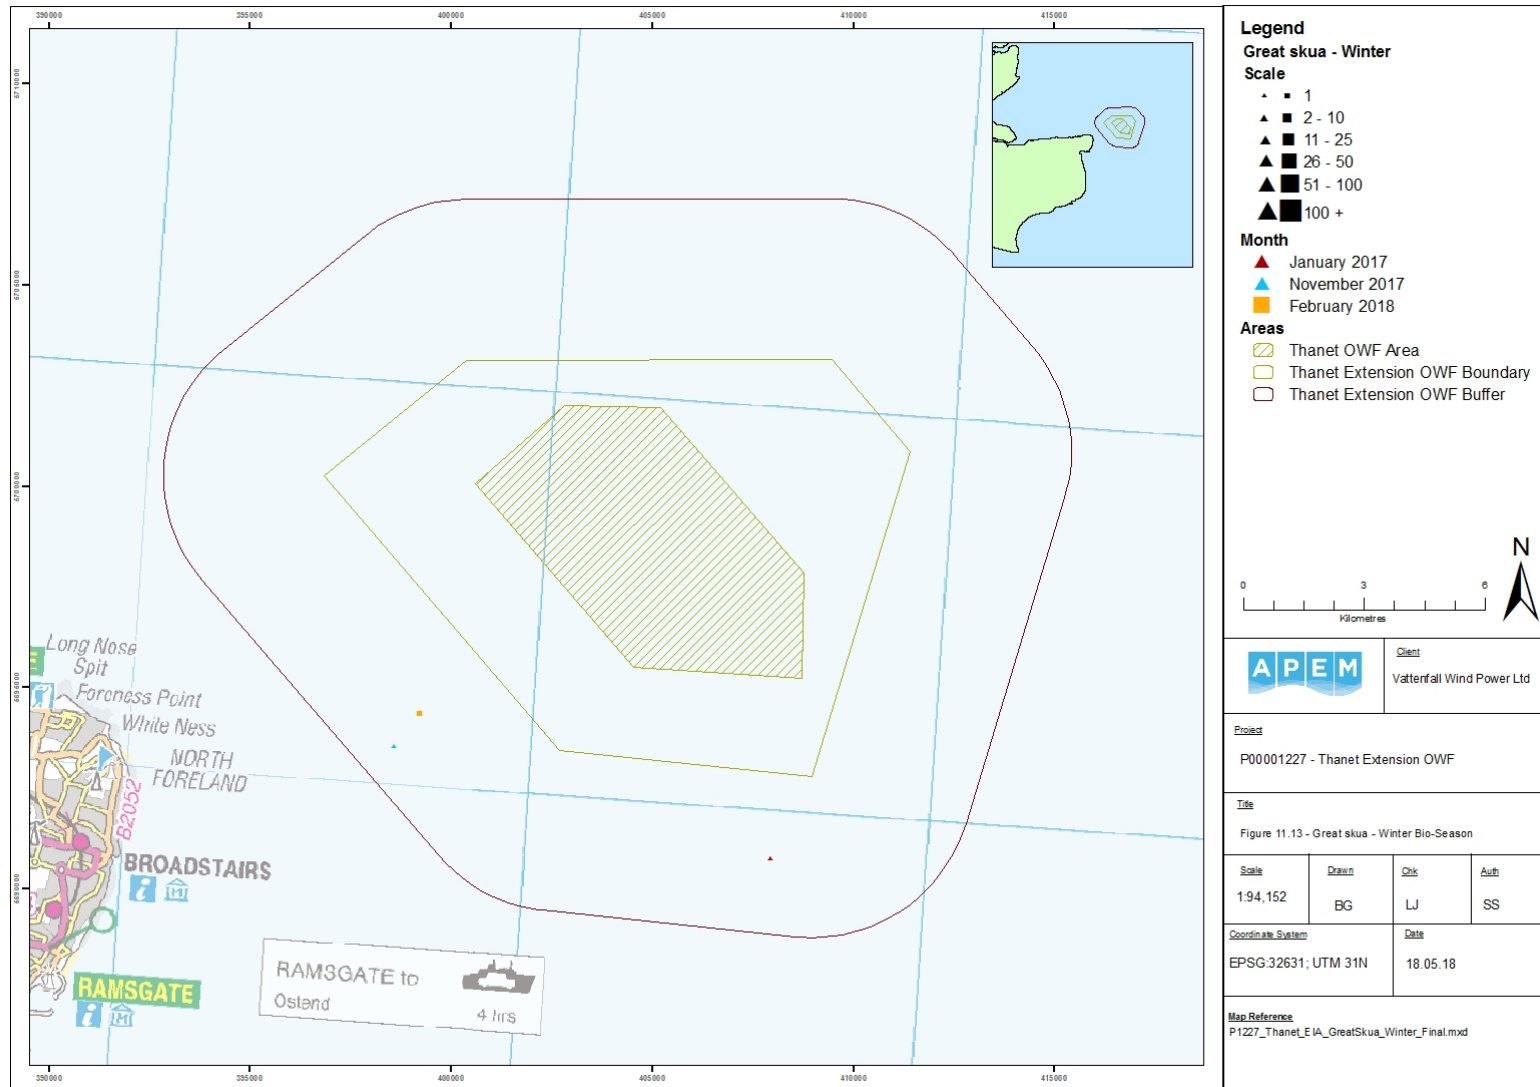 390000 395000 400000 405000 410000 415000
6710000
6705000
6700000
6695000
6690000
Long Nose
Spit
Foreness Point
White Ness
NORTH
FORELAND
B2052
BROADSTAIRS
i M
RAMSGATE
i M
RAMSGATE to
Ostend
4 hrs
390000 395000 400000 405000 410000 415000
Legend
Great skua - Winter
Scale
1
2 - 10
11 - 25
26 - 50
51 - 100
100 +
Month
January 2017
November 2017
February 2018
Areas
Thanet OWF Area
Thanet Extension OWF Boundary
Thanet Extension OWF Buffer
N
0 3 6
Kilometres
APEM
Client
Vattenfall Wind Power Ltd
Project
P00001227 - Thanet Extension OWF
Title
Figure 11.13 - Great skua - Winter Bio-Season
Scale Drawn Chk Auth
1:94,152 BG LJ SS
Coordinate System Date
EPSG:32631; UTM 31N 18.05.18
Map Reference
P1227_Thanet_EIA_GreatSkua_Winter_Final.mxd